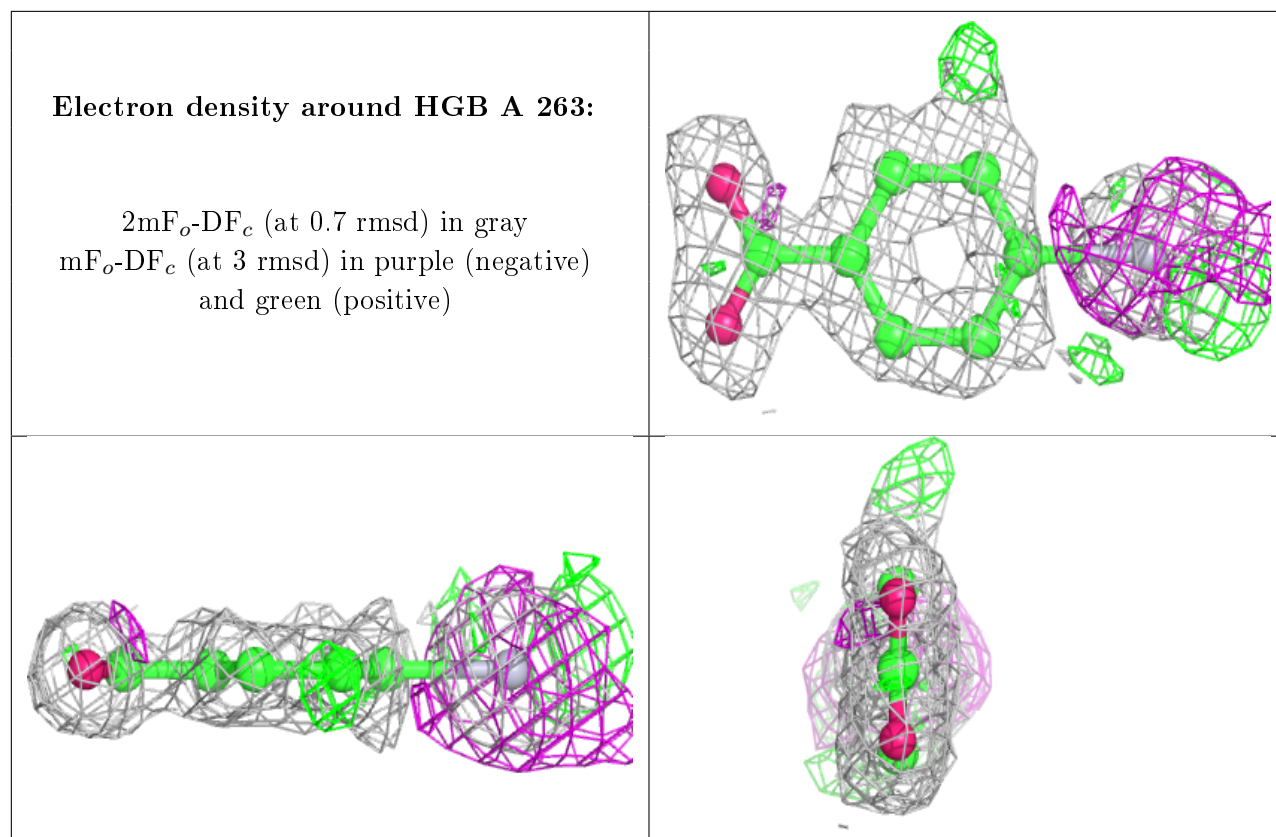 Electron density around HGB A 263:
2mFo-DFc (at 0.7 rmsd) in gray
mFo-DFc (at 3 rmsd) in purple (negative)
and green (positive)